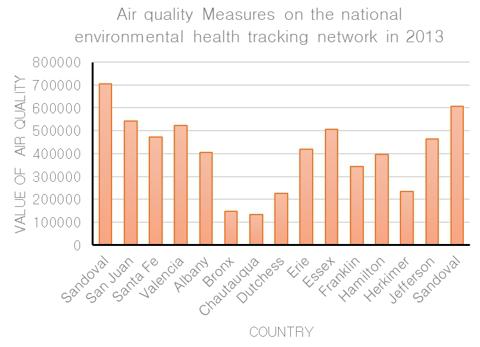 Air quality Measures on the national
environmental health tracking network in 2013
VALUE OF AIR QUALITY
800000
700000
600000
500000
400000
300000
200000
100000
0
Sandoval
San Juan
Santa Fe
Valencia
Albany
Bronx
Chautauqua
Dutchess
Erie
Essex
Franklin
Hamilton
Herkimer
Jefferson
Sandoval
COUNTRY